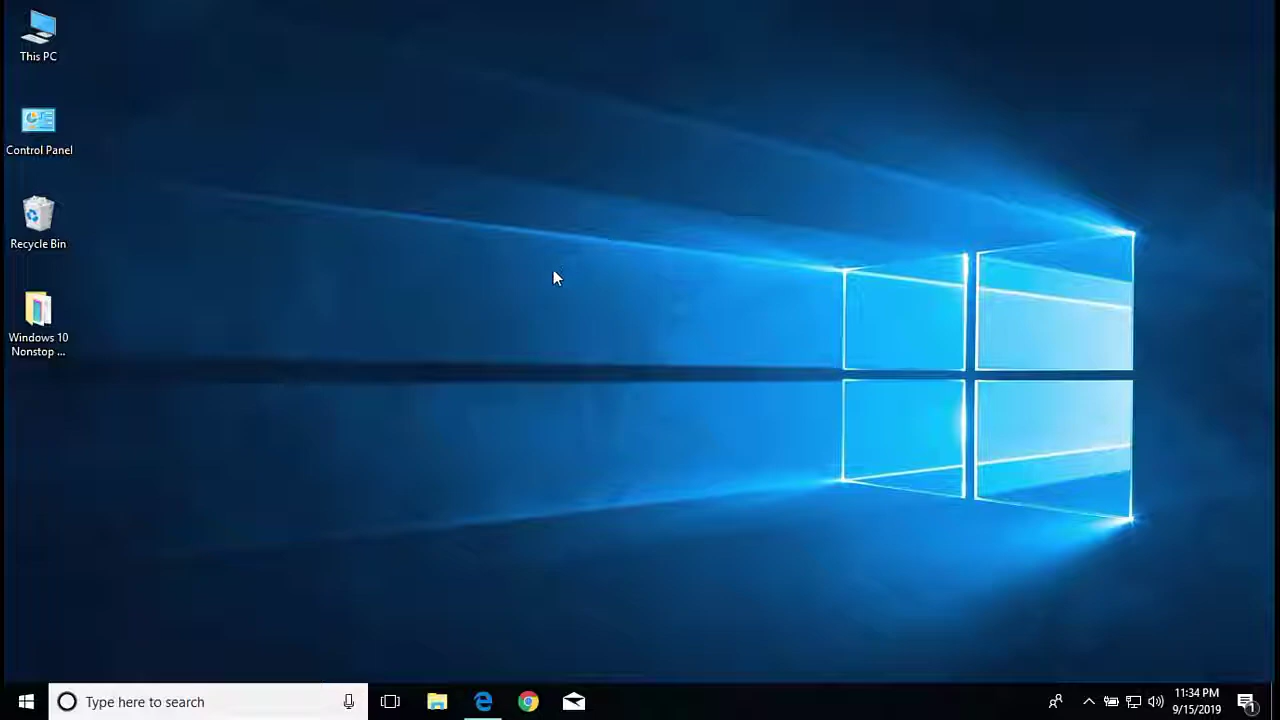 This PC
Control Panel
Recycle Bin
Windows 10
Nonstop ...
Type here to search
11:34 PM
9/15/2019
1